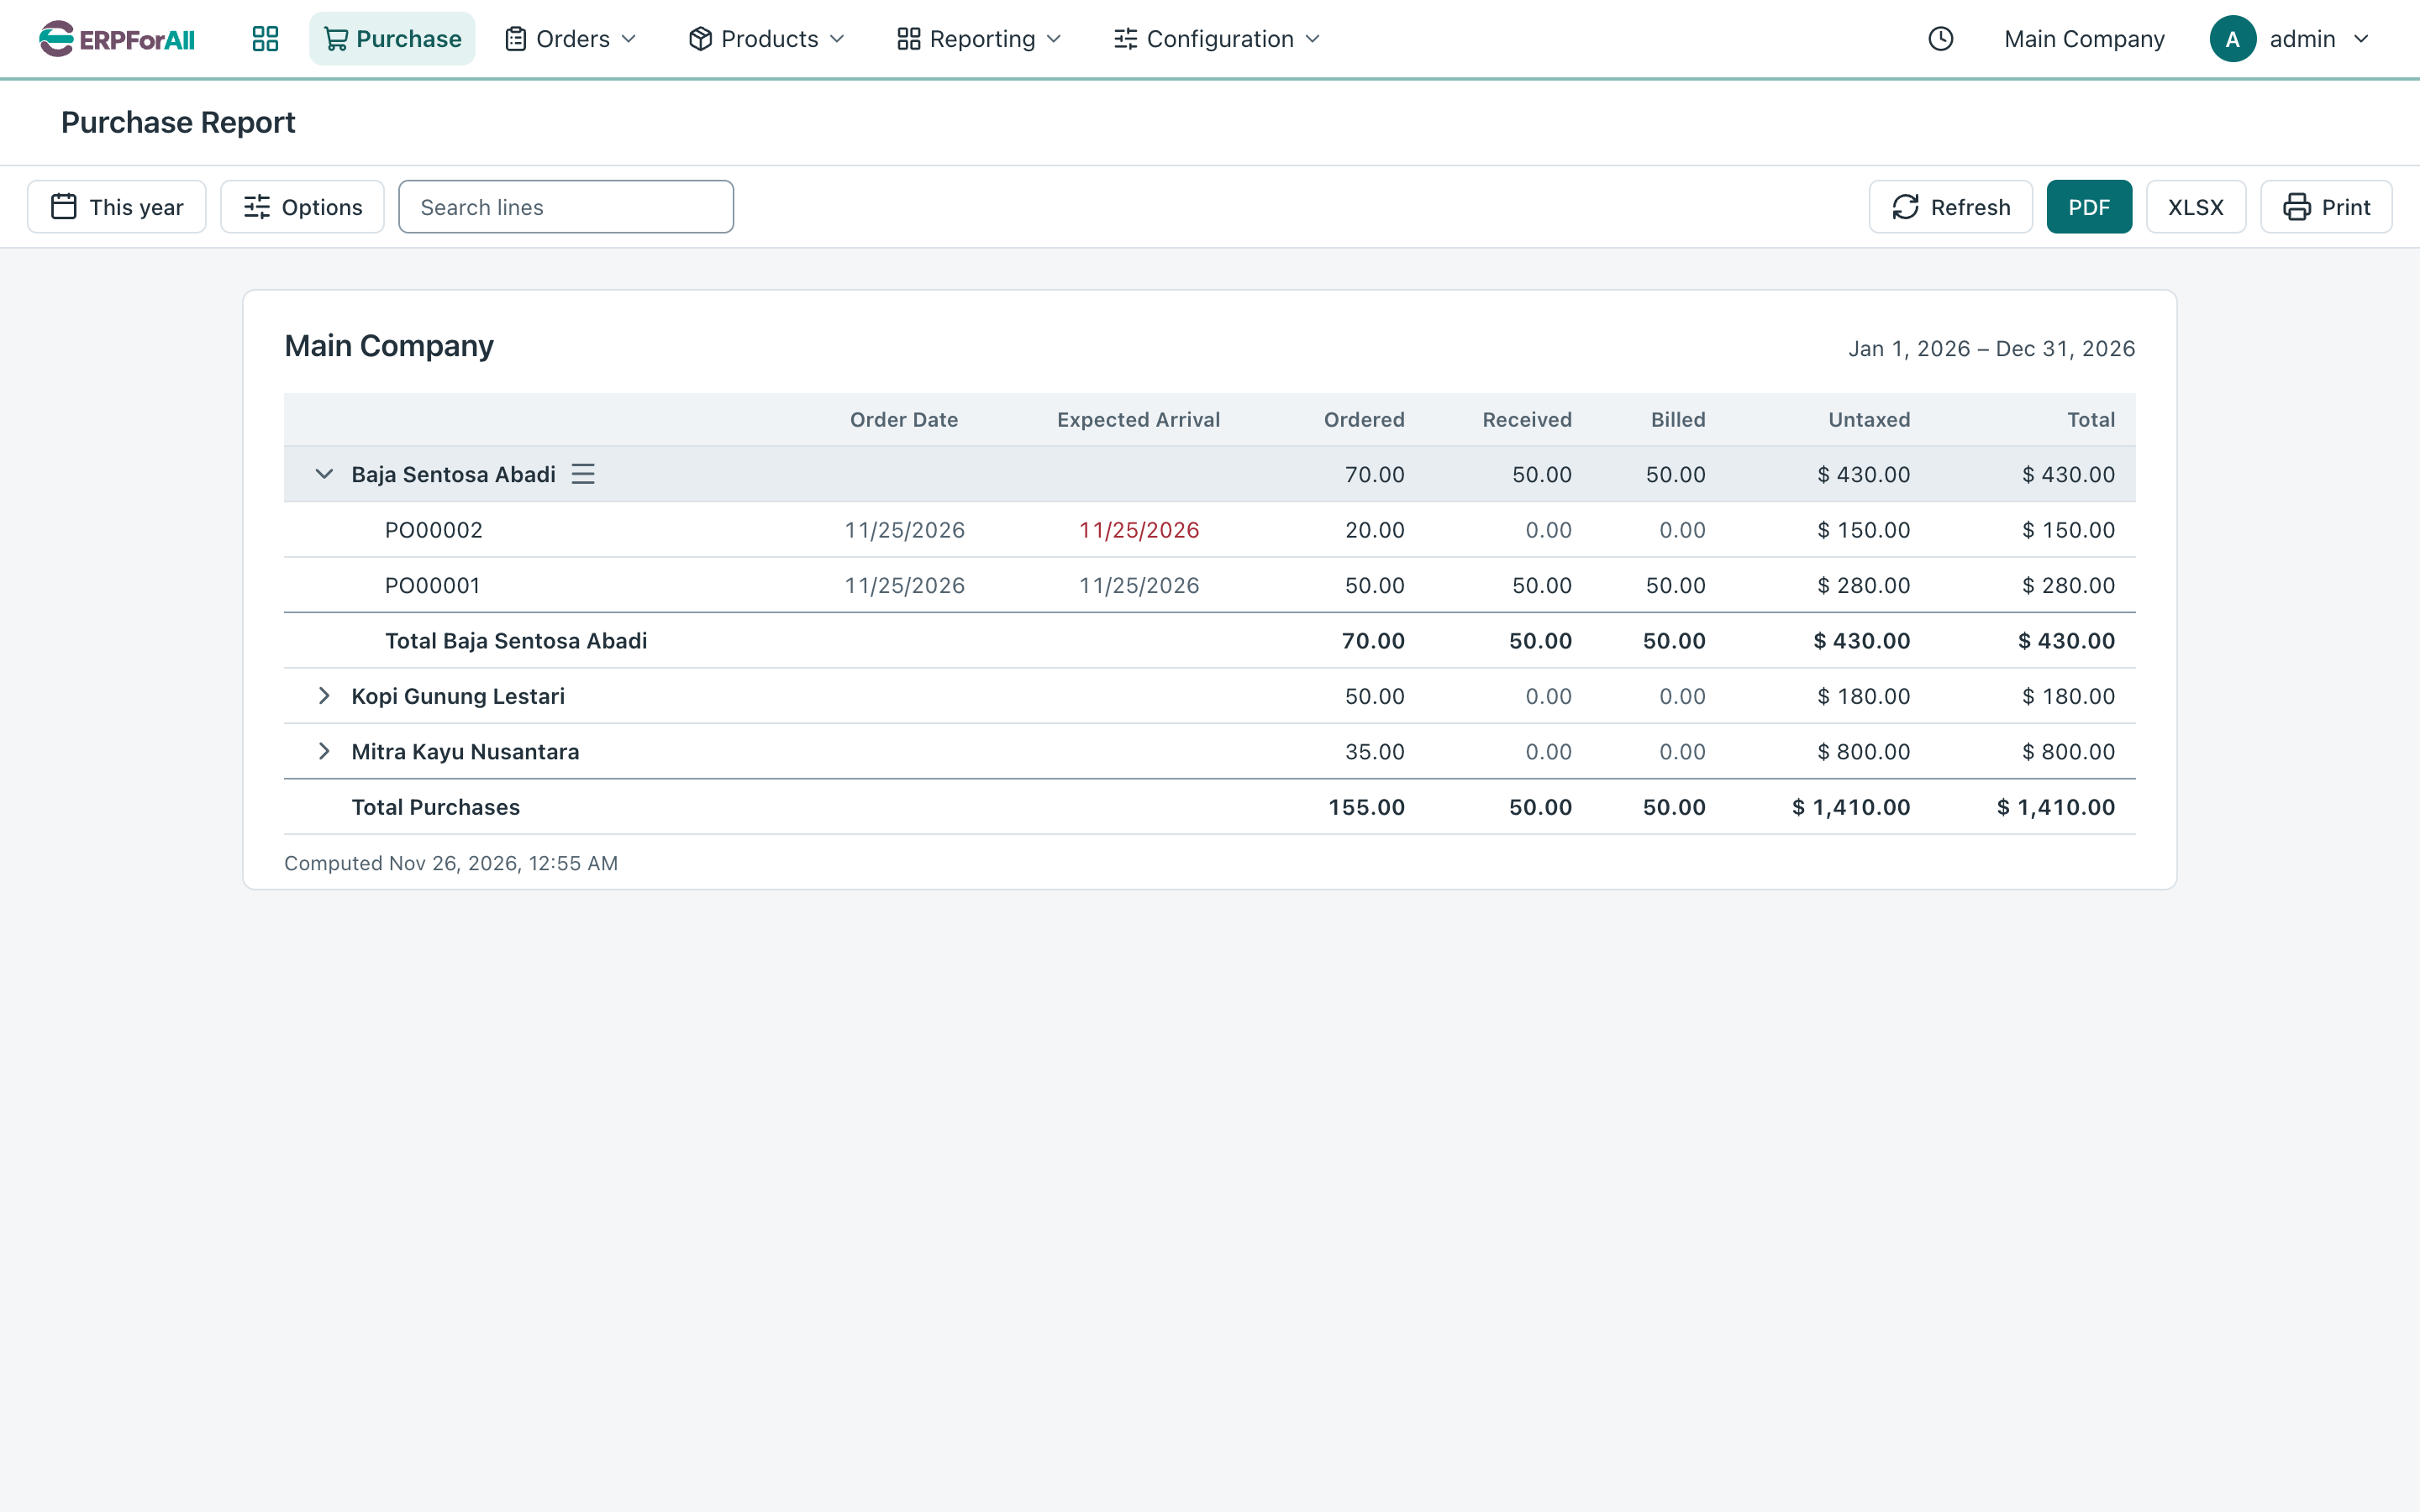 ERPForAll Purchase Orders Products Reporting Configuration Main Company A admin
Purchase Report
This year Options Search lines Refresh PDF XLSX Print
Main Company Jan 1, 2026 – Dec 31, 2026
Order Date Expected Arrival Ordered Received Billed Untaxed Total
Baja Sentosa Abadi 70.00 50.00 50.00 $ 430.00 $ 430.00
PO00002 11/25/2026 11/25/2026 20.00 0.00 0.00 $ 150.00 $ 150.00
PO00001 11/25/2026 11/25/2026 50.00 50.00 50.00 $ 280.00 $ 280.00
Total Baja Sentosa Abadi 70.00 50.00 50.00 $ 430.00 $ 430.00
Kopi Gunung Lestari 50.00 0.00 0.00 $ 180.00 $ 180.00
Mitra Kayu Nusantara 35.00 0.00 0.00 $ 800.00 $ 800.00
Total Purchases 155.00 50.00 50.00 $ 1,410.00 $ 1,410.00
Computed Nov 26, 2026, 12:55 AM